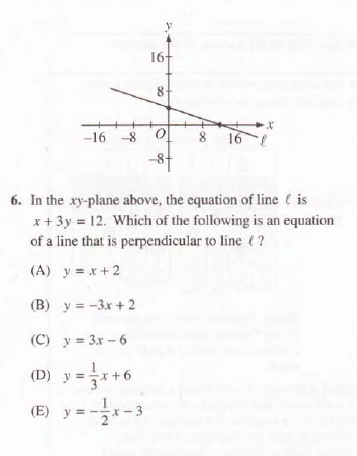 y
16
8
-16 -8 O 8 16 ℓ x
-8
6. In the xy-plane above, the equation of line ℓ is
x + 3y = 12. Which of the following is an equation
of a line that is perpendicular to line ℓ ?
(A) y = x + 2
(B) y = -3x + 2
(C) y = 3x - 6
(D) y = 1/3 x + 6
(E) y = -1/2 x - 3